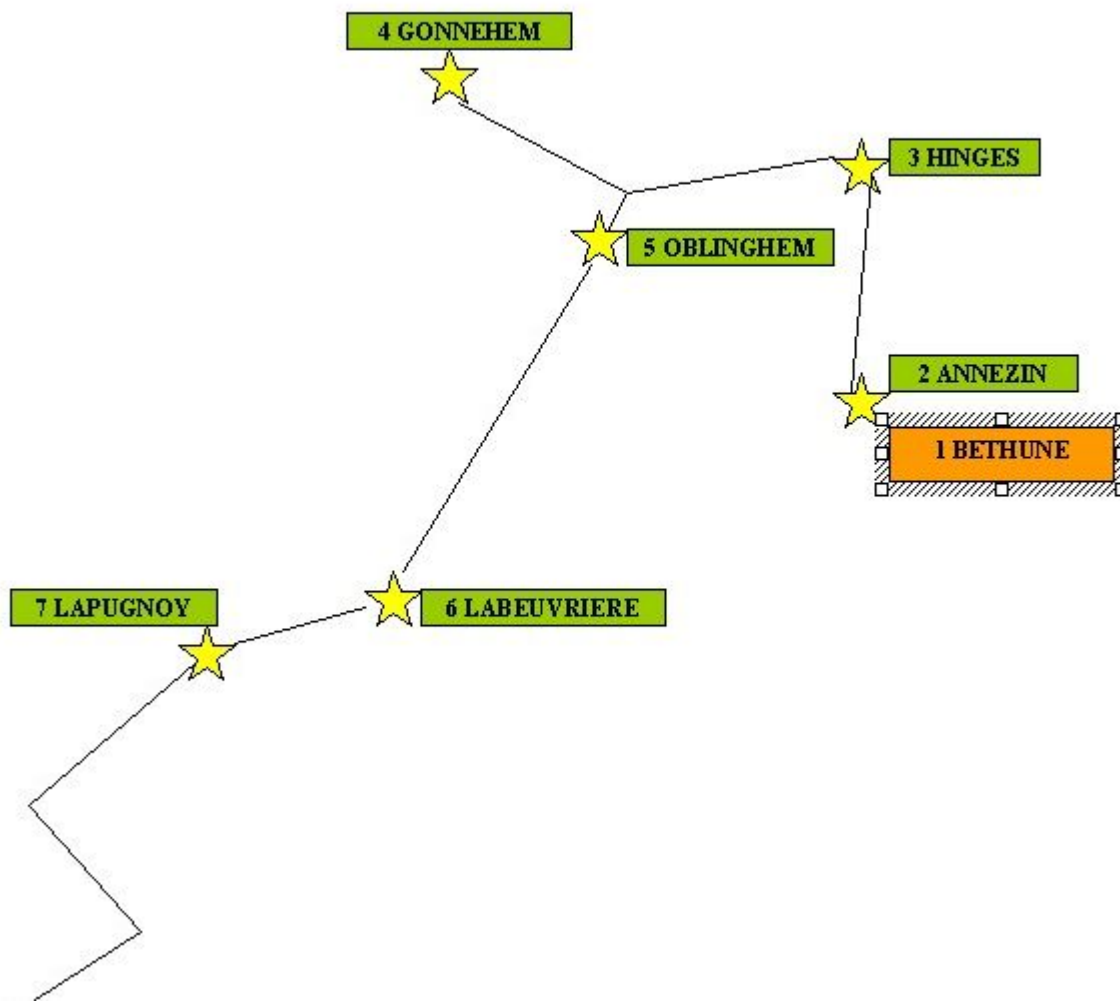 4 GONNEHEM
3 HINGES
5 OBLINGHEM
2 ANNEZIN
1 BETHUNE
7 LAPUGNOY
6 LABEUVRIERE